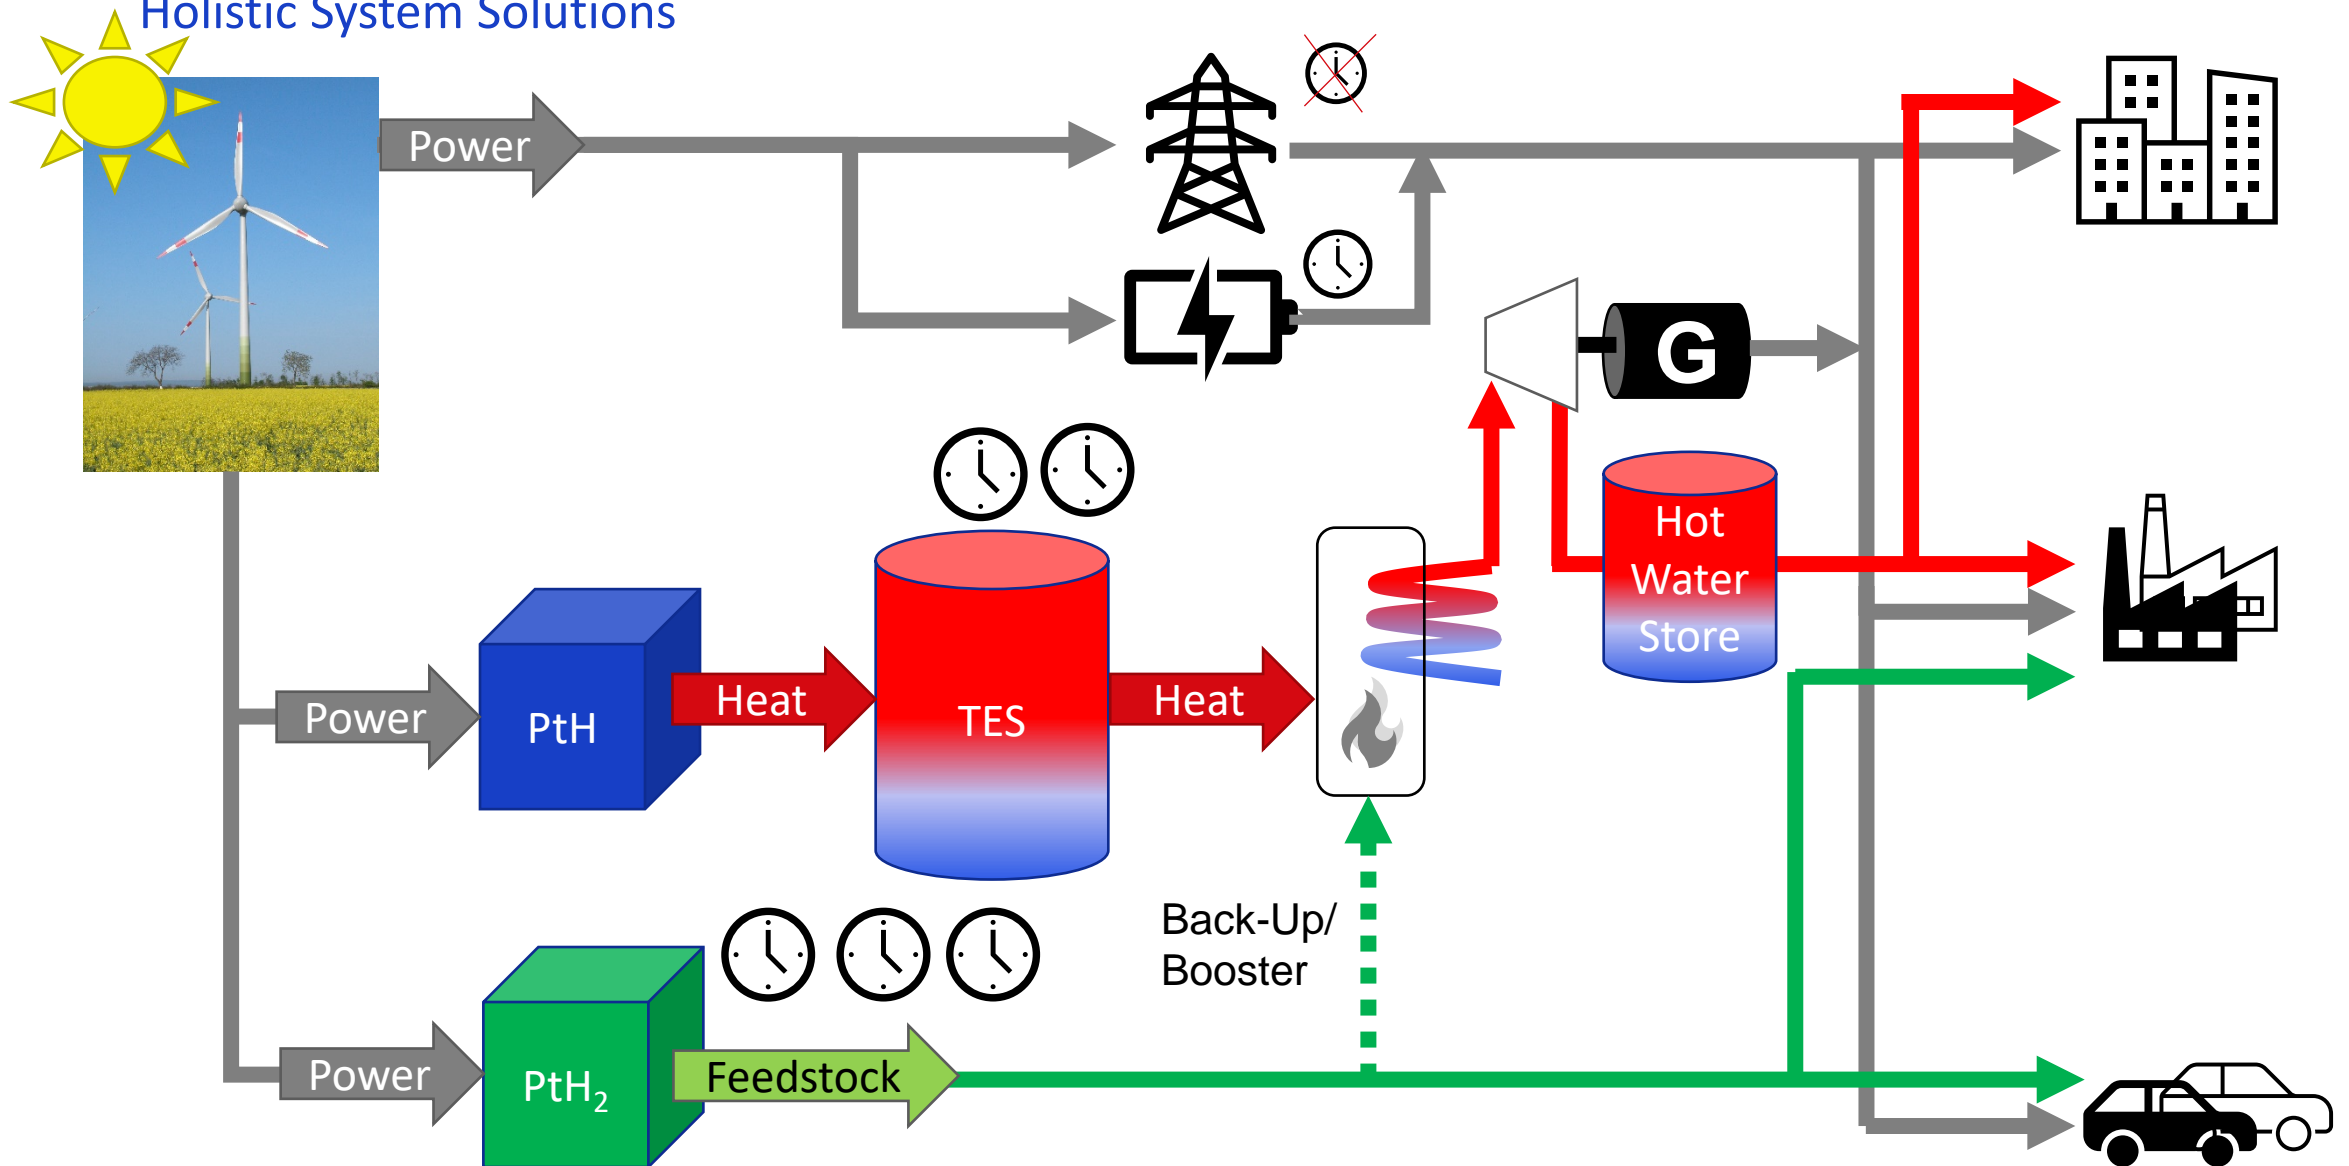 Holistic System Solutions
Power
G
Hot
Water
Store
Power
PtH
Heat
TES
Heat
Back-Up/
Booster
Power
PtH₂
Feedstock